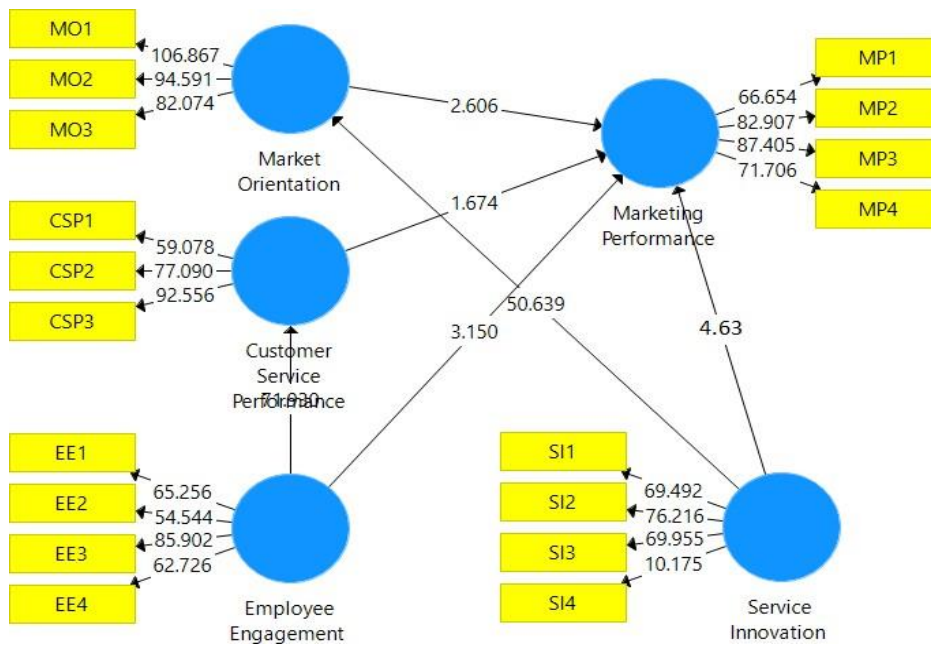 MO1
MO2
MO3
106.867
94.591
82.074
Market
Orientation
2.606
MP1
MP2
MP3
MP4
66.654
82.907
87.405
71.706
Marketing
Performance
CSP1
CSP2
CSP3
59.078
77.090
92.556
Customer
Service
Performance
1.674
50.639
3.150
4.63
71.930
EE1
EE2
EE3
EE4
65.256
54.544
85.902
62.726
Employee
Engagement
SI1
SI2
SI3
SI4
69.492
76.216
69.955
10.175
Service
Innovation